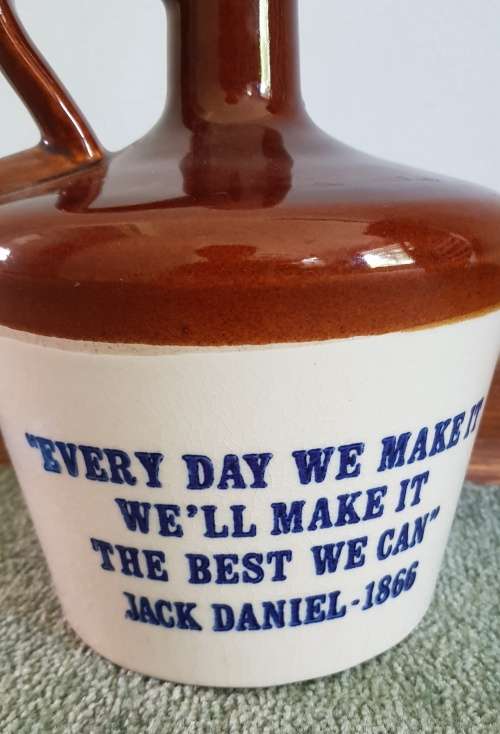 "EVERY DAY WE MAKE IT
WE'LL MAKE IT
THE BEST WE CAN"
JACK DANIEL-1866